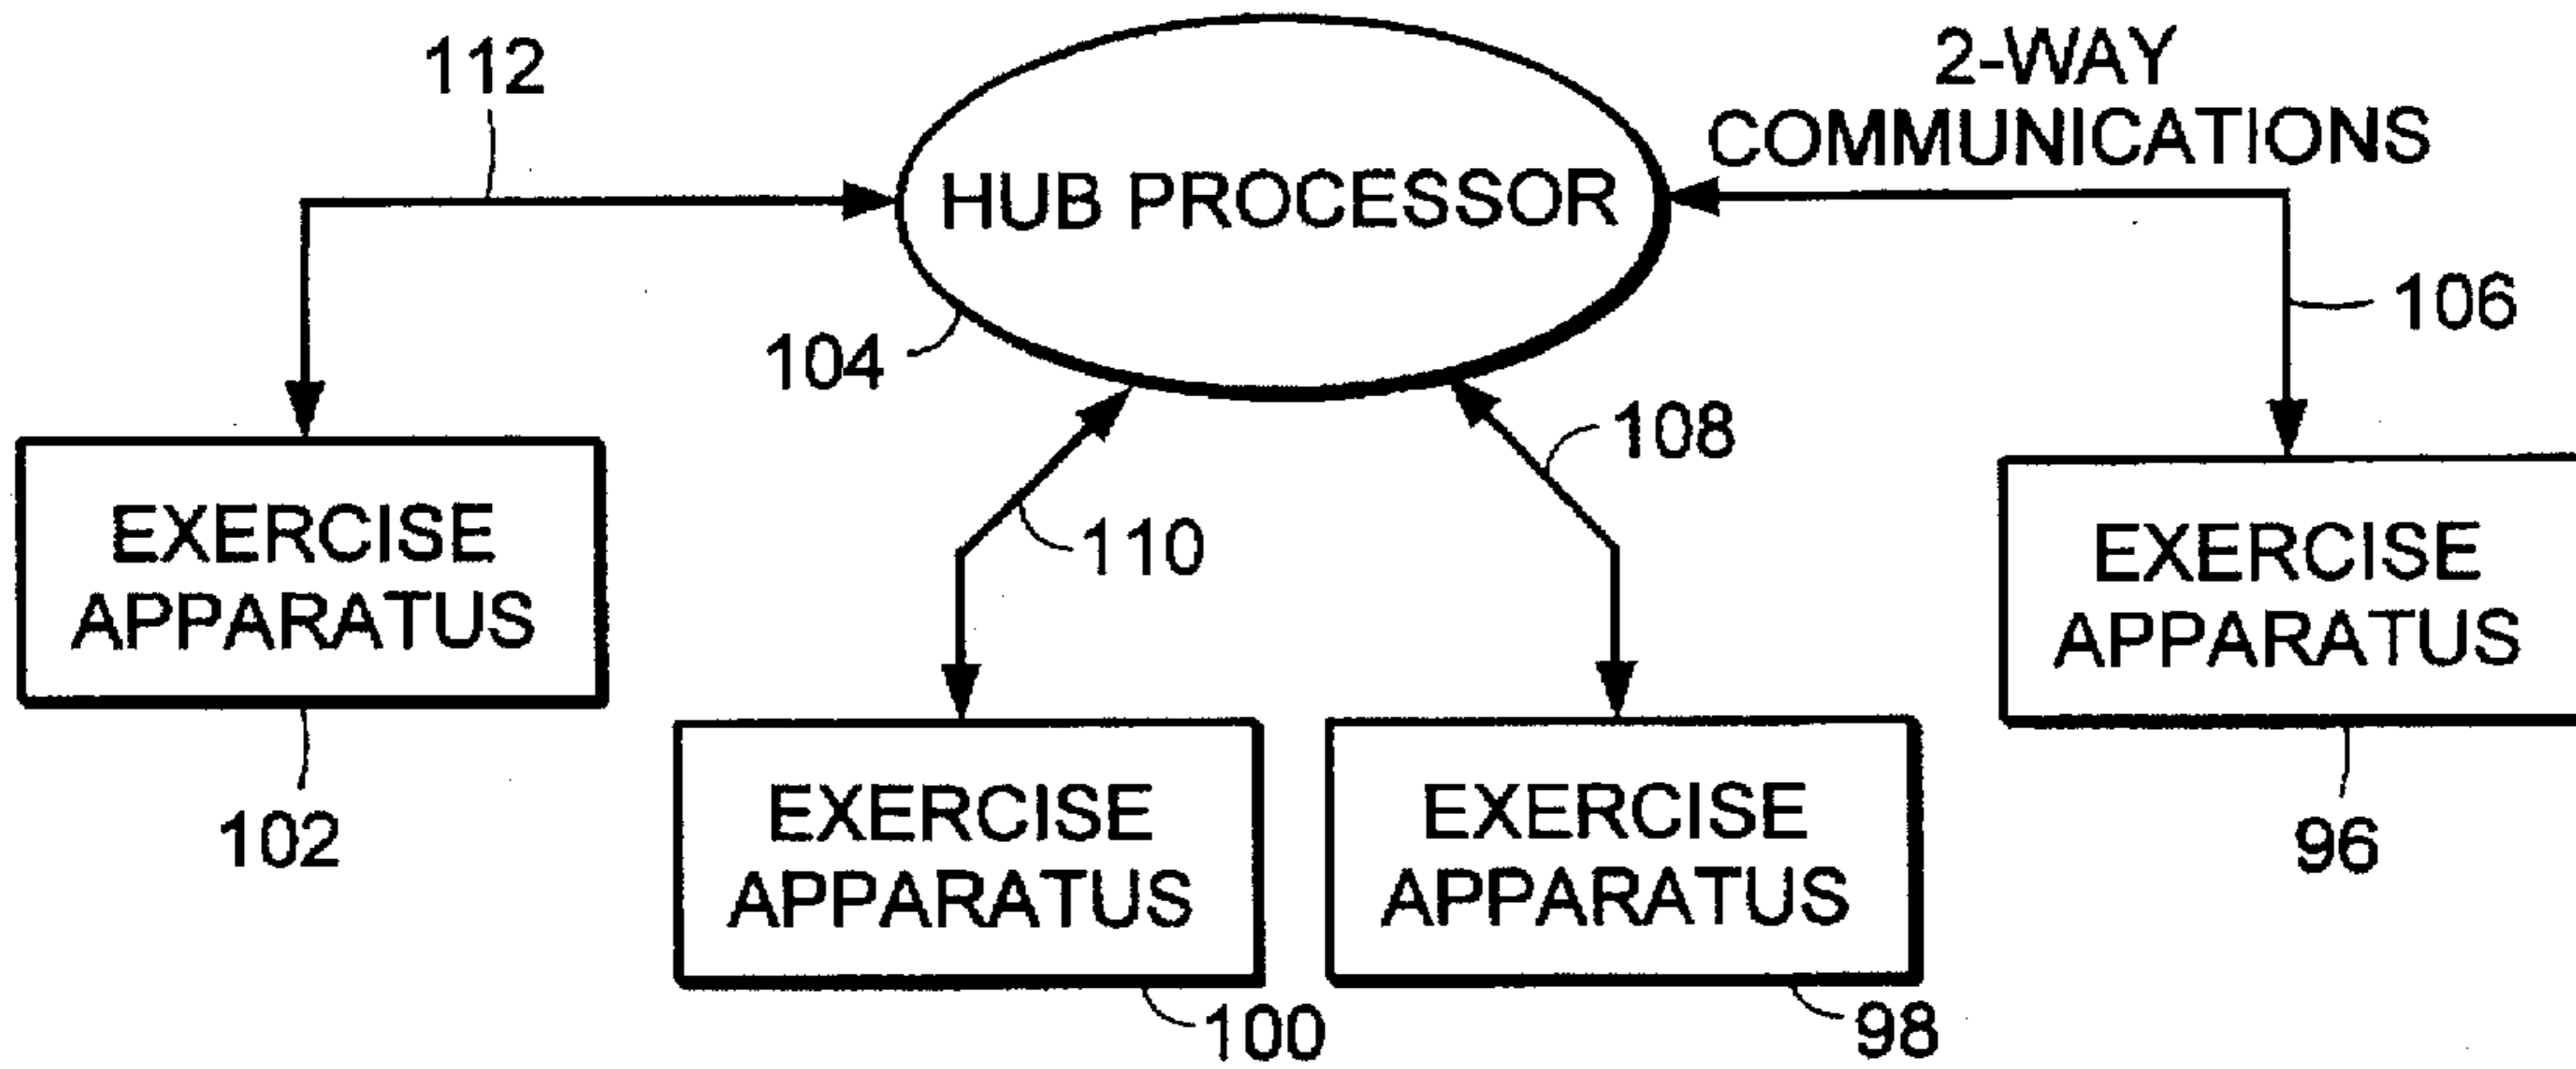 112
2-WAY
COMMUNICATIONS
HUB PROCESSOR
106
104
108
110
EXERCISE
APPARATUS
102
EXERCISE
APPARATUS
100
EXERCISE
APPARATUS
98
EXERCISE
APPARATUS
96